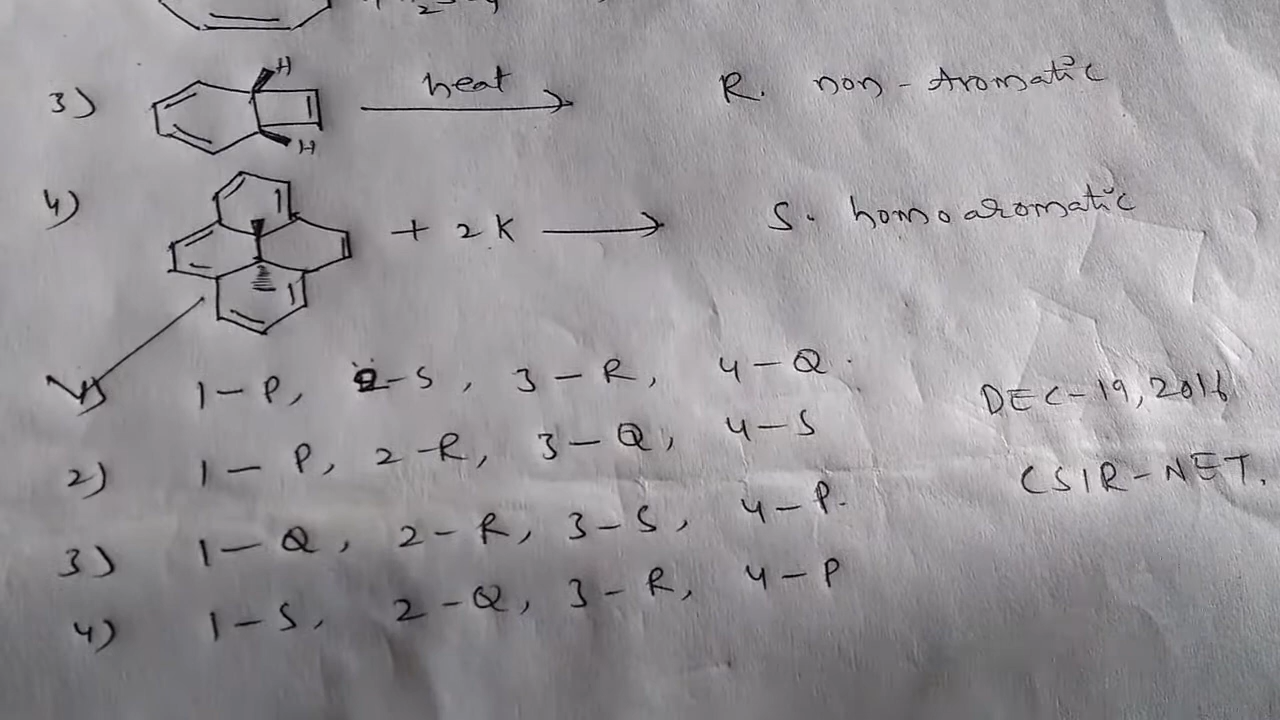 3) H H heat R. non-Aromatic
4) + 2K S. homoaromatic
1) 1-P, 2-S, 3-R, 4-Q.
DEC-19, 2016
2) 1-P, 2-R, 3-Q, 4-S
CSIR-NET.
3) 1-Q, 2-R, 3-S, 4-P.
4) 1-S, 2-Q, 3-R, 4-P